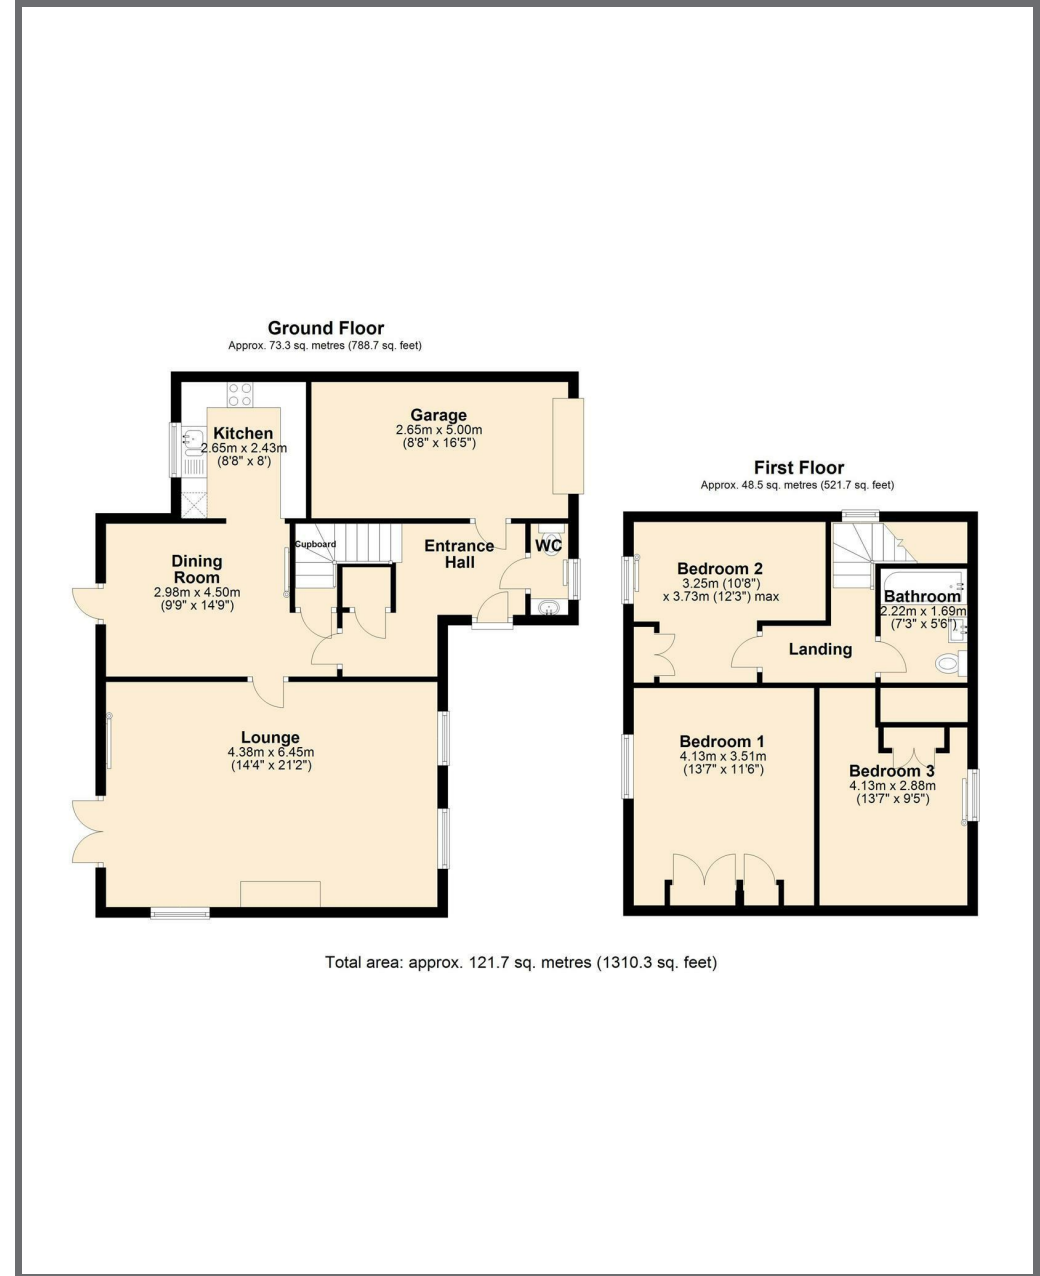 Ground Floor
Approx. 73.3 sq. metres (788.7 sq. feet)
Kitchen
2.65m x 2.43m
(8'8" x 8')
Garage
2.65m x 5.00m
(8'8" x 16'5")
Dining
Room
2.98m x 4.50m
(9'9" x 14'9")
Cupboard
Entrance
Hall
WC
Lounge
4.38m x 6.45m
(14'4" x 21'2")
First Floor
Approx. 48.5 sq. metres (521.7 sq. feet)
Bedroom 2
3.25m (10'8")
x 3.73m (12'3") max
Bathroom
2.22m x 1.69m
(7'3" x 5'6")
Landing
Bedroom 1
4.13m x 3.51m
(13'7" x 11'6")
Bedroom 3
4.13m x 2.88m
(13'7" x 9'5")
Total area: approx. 121.7 sq. metres (1310.3 sq. feet)